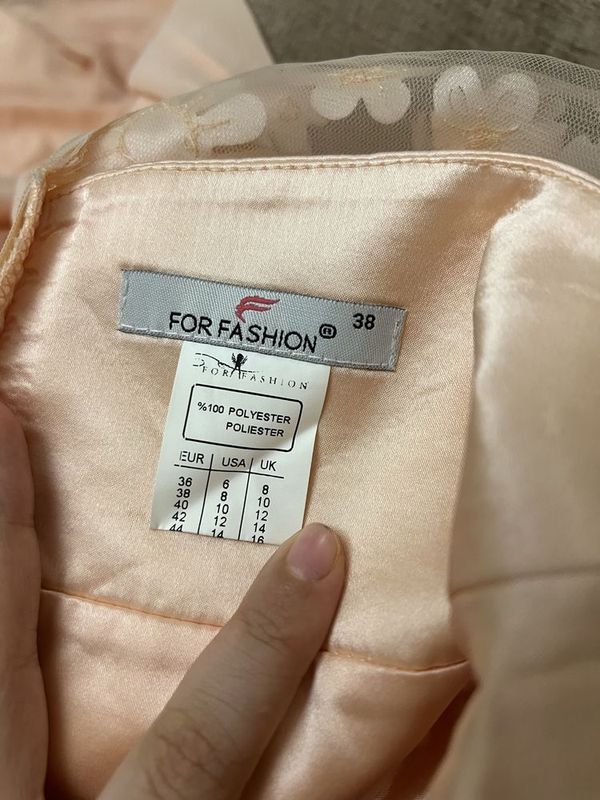 FOR FASHION® 38
FOR FASHION
%100 POLYESTER
POLIESTER
EUR | USA | UK
36 6 8
38 8 10
40 10 12
42 12 14
44 14 16